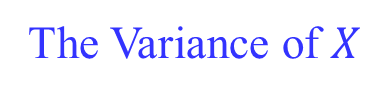 The Variance of X